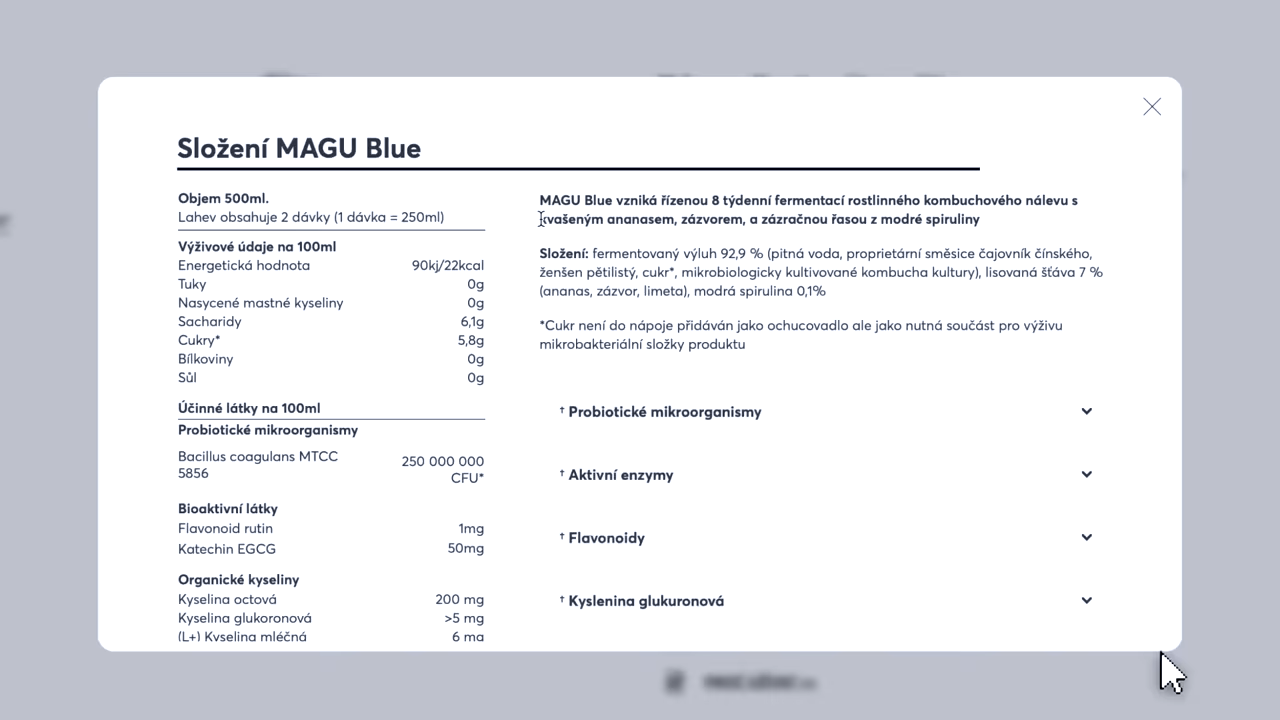 Složení MAGU Blue
Objem 500ml.
Lahev obsahuje 2 dávky (1 dávka = 250ml)
Výživové údaje na 100ml
Energetická hodnota 90kj/22kcal
Tuky 0g
Nasycené mastné kyseliny 0g
Sacharidy 6,1g
Cukry* 5,8g
Bílkoviny 0g
Sůl 0g
Účinné látky na 100ml
Probiotické mikroorganismy
Bacillus coagulans MTCC 5856 250 000 000 CFU*
Bioaktivní látky
Flavonoid rutin 1mg
Katechin EGCG 50mg
Organické kyseliny
Kyselina octová 200 mg
Kyselina glukoronová >5 mg
(L+) Kyselina mléčná 6 mg
MAGU Blue vzniká řízenou 8 týdenní fermentací rostlinného kombuchového nálevu s
kvašeným ananasem, zázvorem, a zázračnou řasou z modré spiruliny
Složení: fermentovaný výluh 92,9 % (pitná voda, proprietární směsice čajovník čínského,
ženšen pětilistý, cukr*, mikrobiologicky kultivované kombucha kultury), lisovaná šťáva 7 %
(ananas, zázvor, limeta), modrá spirulina 0,1%
*Cukr není do nápoje přidáván jako ochucovadlo ale jako nutná součást pro výživu
mikrobakteriální složky produktu
† Probiotické mikroorganismy
† Aktivní enzymy
† Flavonoidy
† Kyslenina glukuronová